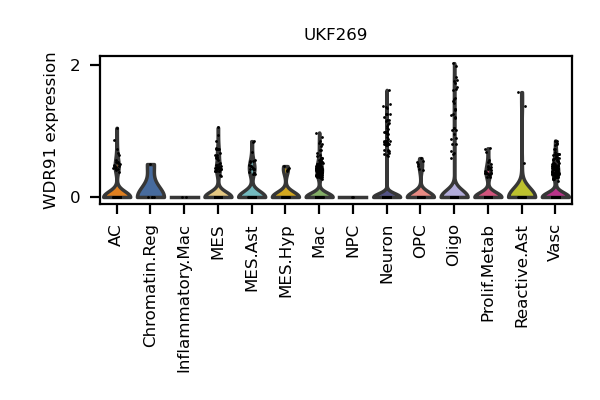 UKF269
WDR91 expression
2
0
AC
Chromatin.Reg
Inflammatory.Mac
MES
MES.Ast
MES.Hyp
Mac
NPC
Neuron
OPC
Oligo
Prolif.Metab
Reactive.Ast
Vasc